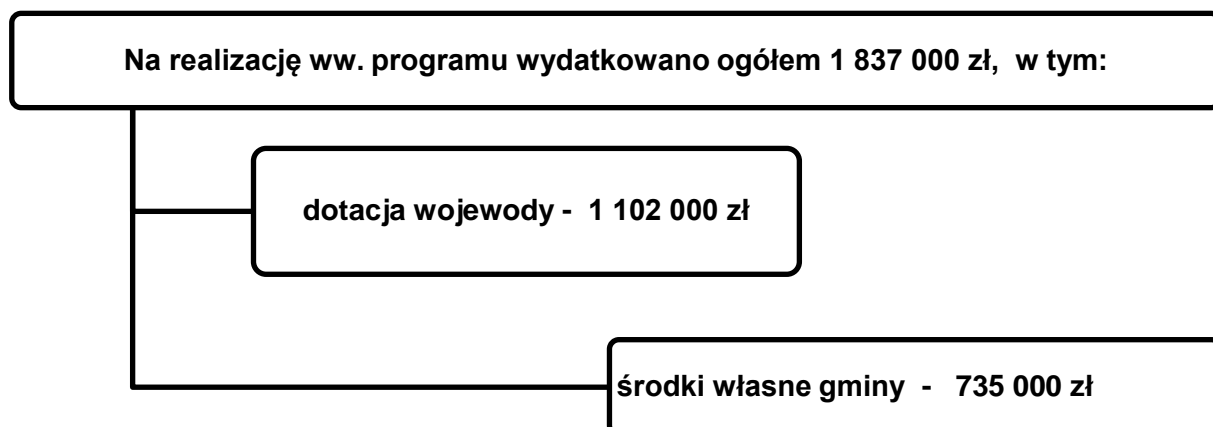 Na realizację ww. programu wydatkowano ogółem 1 837 000 zł, w tym:
dotacja wojewody - 1 102 000 zł
środki własne gminy - 735 000 zł